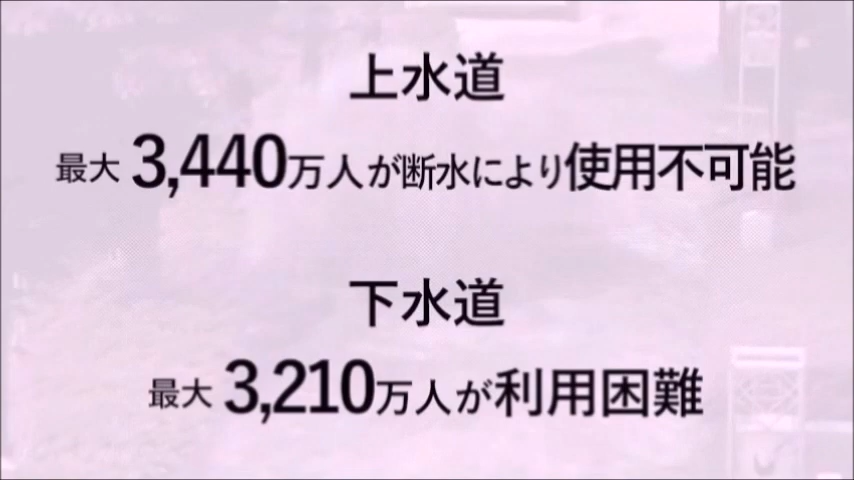 上水道
最大 3,440万人が断水により使用不可能
下水道
最大 3,210万人が利用困難